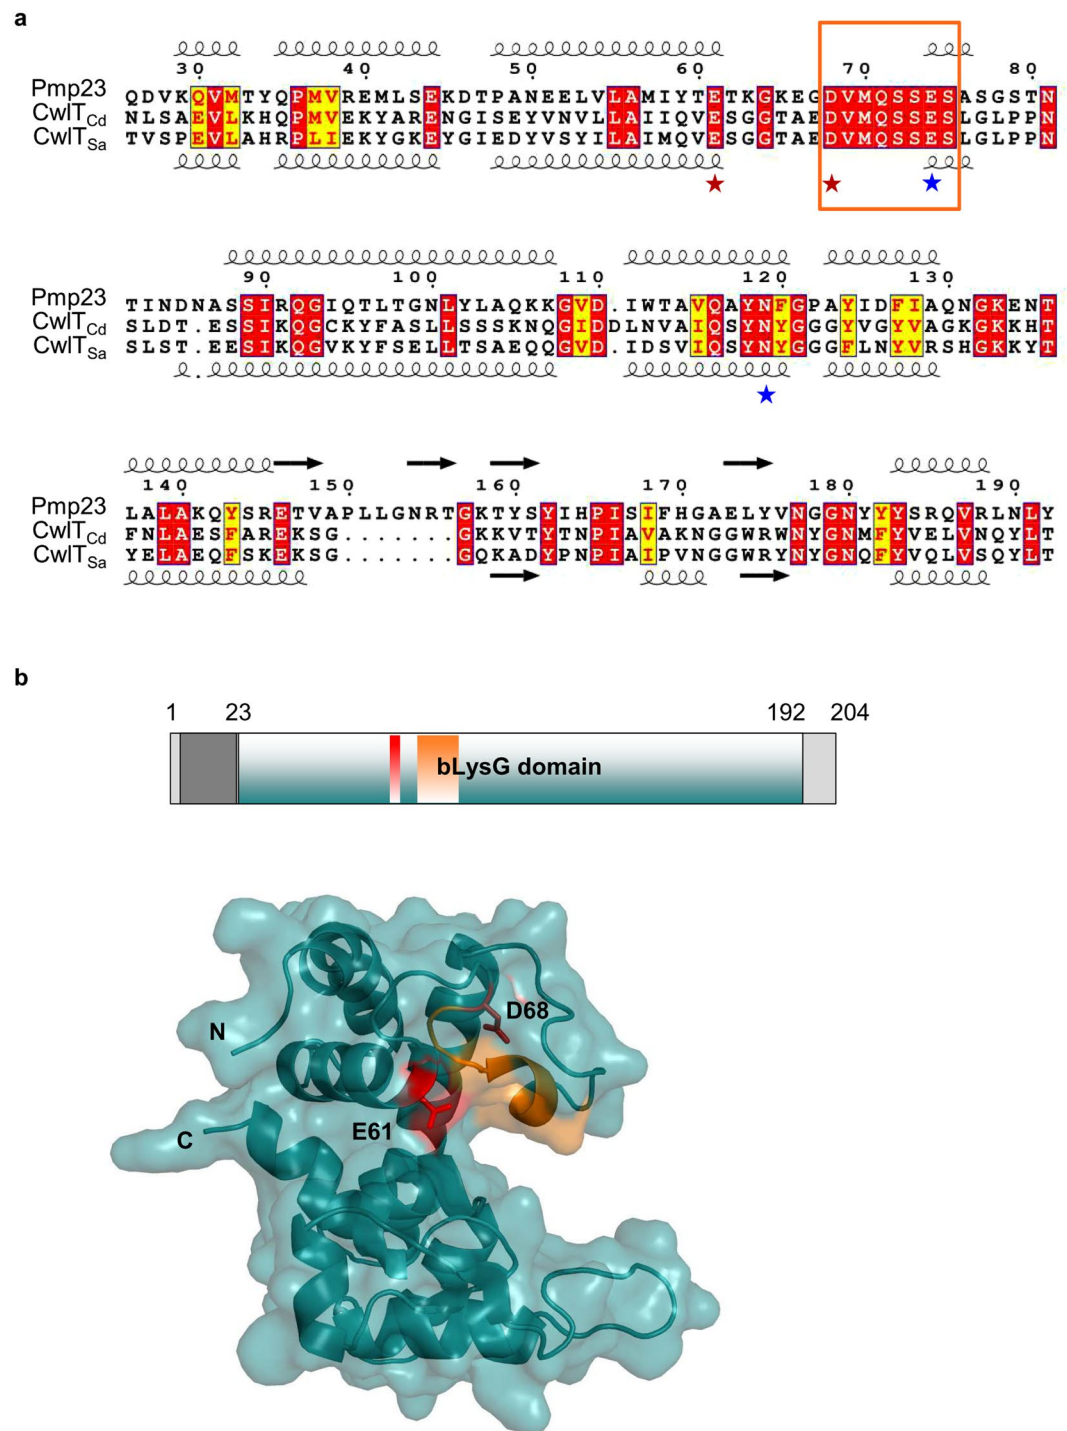 a
30 40 50 60 70 80
Pmp23 QDVKQVMTYQPMVREMLSEKDTPANEELVLAMIYTETKGKEGDVMQSSESASGSTN
CwlTCd NLSAEVLKHQPMVEKYARENGISEYVNVLLAIIQVESGGTAEDVMQSSESLGLPPN
CwlTSa TVSPEVLAHRPLIEKYGKEYGIEDYVSYILAIMQVESGGTAEDVMQSSESLGLPPN
90 100 110 120 130
Pmp23 TINDNASSIRQGIQTLTGNLYLAQKKGVD.IWTAVQAYNFGPAYIDFIAQNGKENT
CwlTCd SLDT.ESSIKQGCKYFASLLSSSKNQGIDDLNVAIQSYNYGGGYVGYVAGKGKKHT
CwlTSa SLST.EESIKQGVKYFSELLTSAEQQGVD.IDSVIQSYNYGGGFLNYVRSHGKKYT
140 150 160 170 180 190
Pmp23 LALAKQYSRETVAPLLGNRTGKTYSYIHPISIFHGAELYVNGGNYYYSRQVRLNLY
CwlTCd FNLAESFAREKSG.......GKKVTYTNPIAVAKNGGWRWNYGNMFYVELVNQYLT
CwlTSa YELAEQFSKEKSG.......GQKADYPNPIAIPVNGGWRYNYGNQFYVQLVSQYLT
b
1 23 192 204
bLysG domain
D68
N
E61
C